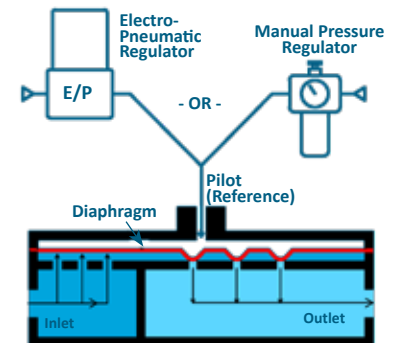 Electro-
Pneumatic
Regulator
Manual Pressure
Regulator
E/P
- OR -
Pilot
(Reference)
Diaphragm
Inlet
Outlet